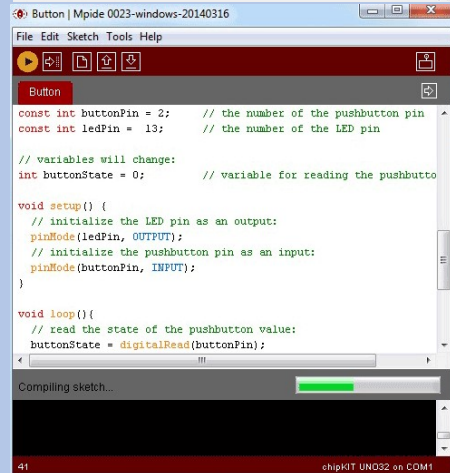 Button | Mpide 0023-windows-20140316
File Edit Sketch Tools Help
Button
const int buttonPin = 2;     // the number of the pushbutton pin
const int ledPin =  13;      // the number of the LED pin
// variables will change:
int buttonState = 0;         // variable for reading the pushbutto
void setup() {
  // initialize the LED pin as an output:
  pinMode(ledPin, OUTPUT);
  // initialize the pushbutton pin as an input:
  pinMode(buttonPin, INPUT);
}
void loop(){
  // read the state of the pushbutton value:
  buttonState = digitalRead(buttonPin);
Compiling sketch...
41
chipKIT UNO32 on COM1